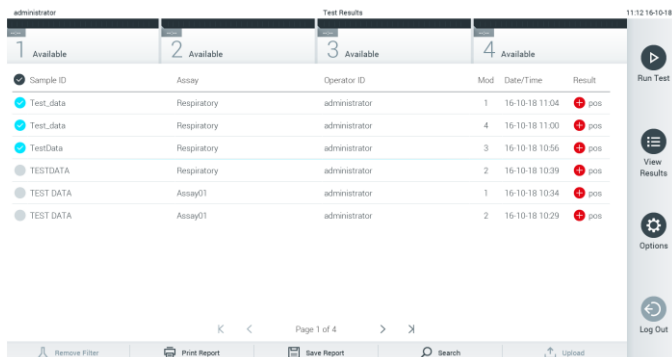 administrator Test Results 11:12 16-10-18
1 Available 2 Available 3 Available 4 Available
Run Test
Sample ID Assay Operator ID Mod Date/Time Result
Test_data Respiratory administrator 1 16-10-18 11:04 pos
Test_data Respiratory administrator 4 16-10-18 11:00 pos
TestData Respiratory administrator 3 16-10-18 10:56 pos
TESTDATA Respiratory administrator 2 16-10-18 10:39 pos
TEST DATA Assay01 administrator 1 16-10-18 10:34 pos
TEST DATA Assay01 administrator 2 16-10-18 10:29 pos
View
Results
Options
Log Out
Page 1 of 4
Remove Filter Print Report Save Report Search Upload